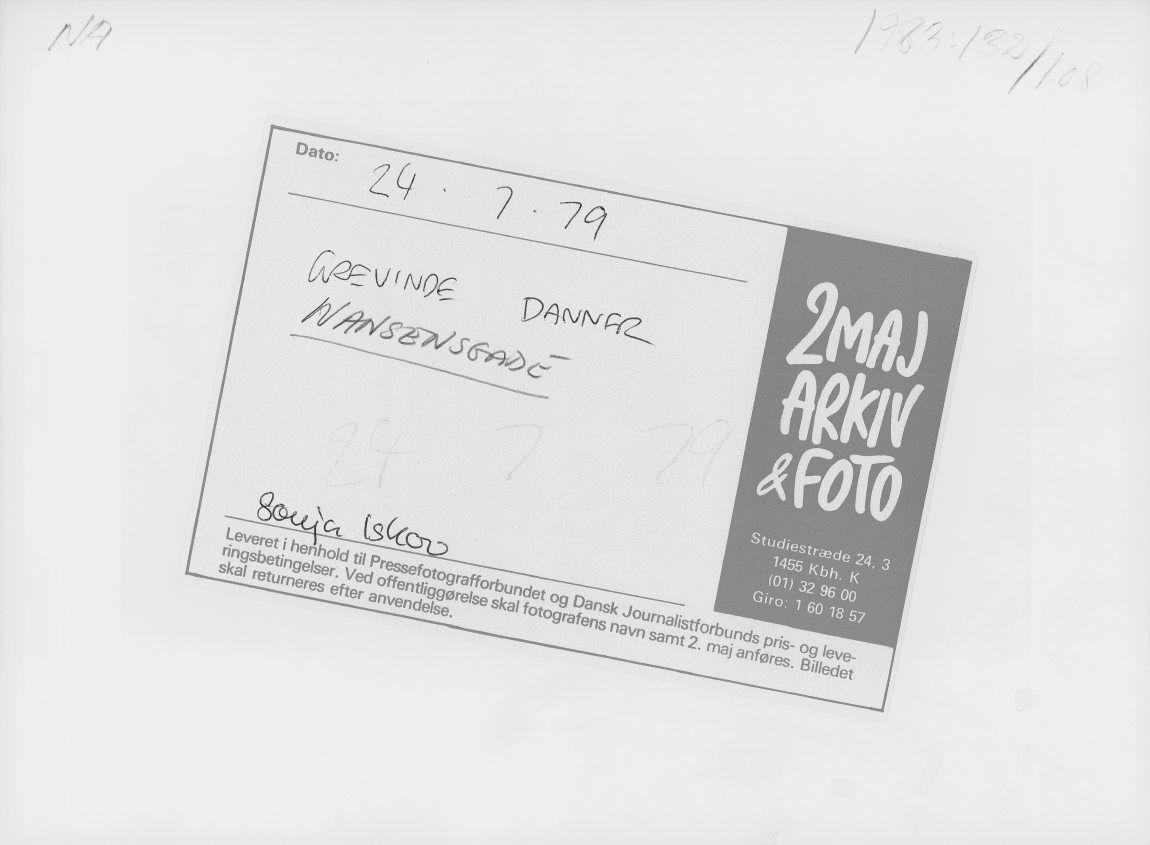 NA
1983:132/108
Dato: 24 . 7 . 79
GREVINDE DANNER
NANSENSGADE
24 7 79
Sonja Iskov
Leveret i henhold til Pressefotografforbundet og Dansk Journalistforbunds pris- og leve-
ringsbetingelser. Ved offentliggørelse skal fotografens navn samt 2. maj anføres. Billedet
skal returneres efter anvendelse.
2MAJ
ARKIV
&FOTO
Studiestræde 24, 3
1455 Kbh. K
(01) 32 96 00
Giro: 1 60 18 57